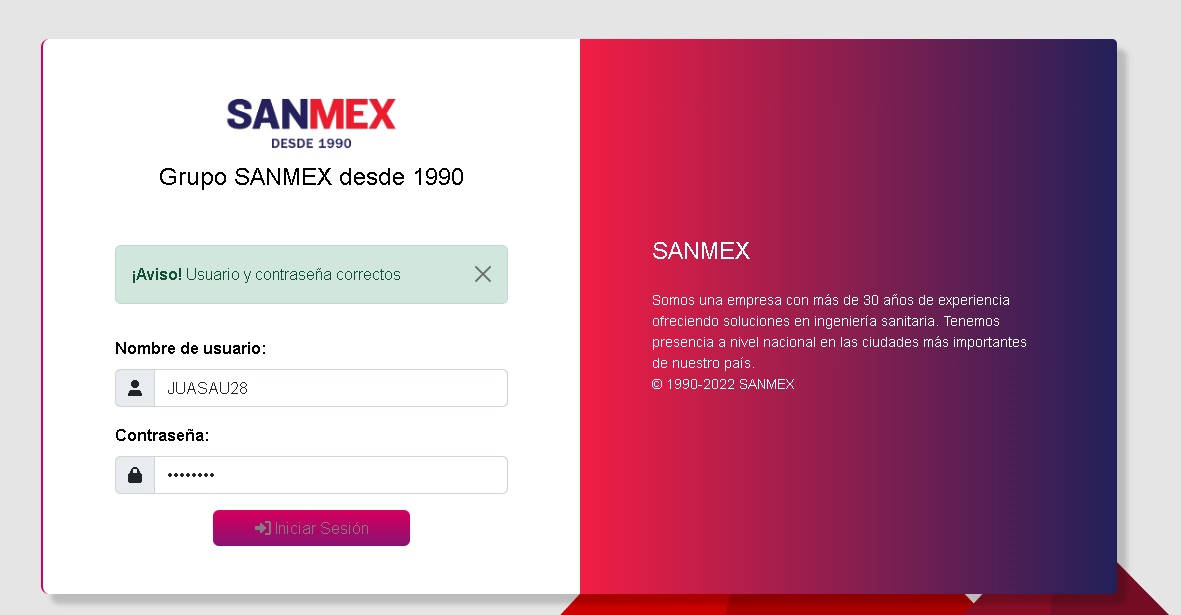 SANMEX
DESDE 1990
Grupo SANMEX desde 1990
¡Aviso! Usuario y contraseña correctos
Nombre de usuario:
JUASAU28
Contraseña:
••••••••
Iniciar Sesión
SANMEX
Somos una empresa con más de 30 años de experiencia
ofreciendo soluciones en ingeniería sanitaria. Tenemos
presencia a nivel nacional en las ciudades más importantes
de nuestro país.
© 1990-2022 SANMEX